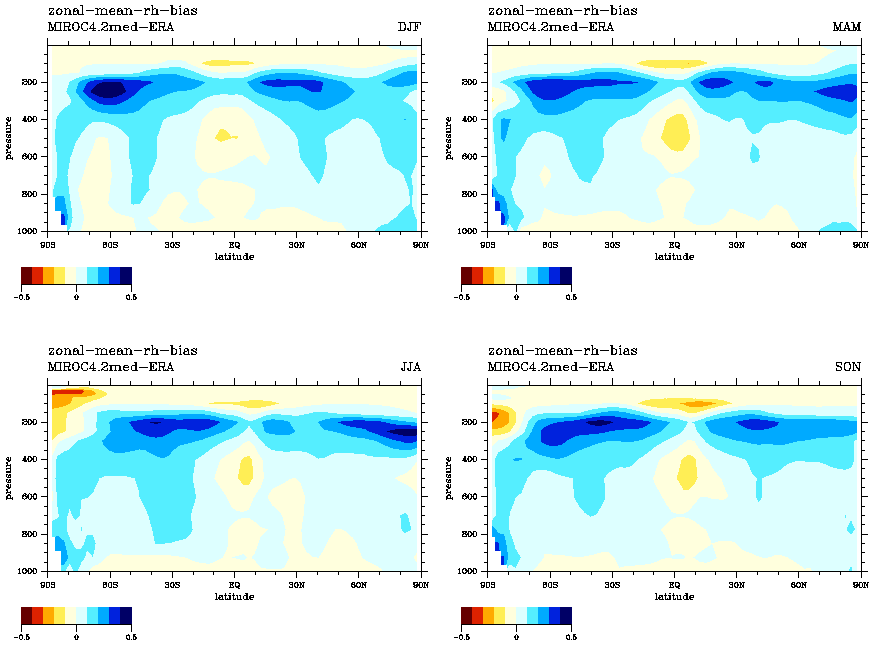 zonal-mean-rh-bias
MIROC4.2med-ERA DJF
200
400
600
800
1000
pressure
90S 60S 30S EQ 30N 60N 90N
latitude
-0.5 0 0.5
zonal-mean-rh-bias
MIROC4.2med-ERA MAM
200
400
600
800
1000
pressure
90S 60S 30S EQ 30N 60N 90N
latitude
-0.5 0 0.5
zonal-mean-rh-bias
MIROC4.2med-ERA JJA
200
400
600
800
1000
pressure
90S 60S 30S EQ 30N 60N 90N
latitude
-0.5 0 0.5
zonal-mean-rh-bias
MIROC4.2med-ERA SON
200
400
600
800
1000
pressure
90S 60S 30S EQ 30N 60N 90N
latitude
-0.5 0 0.5